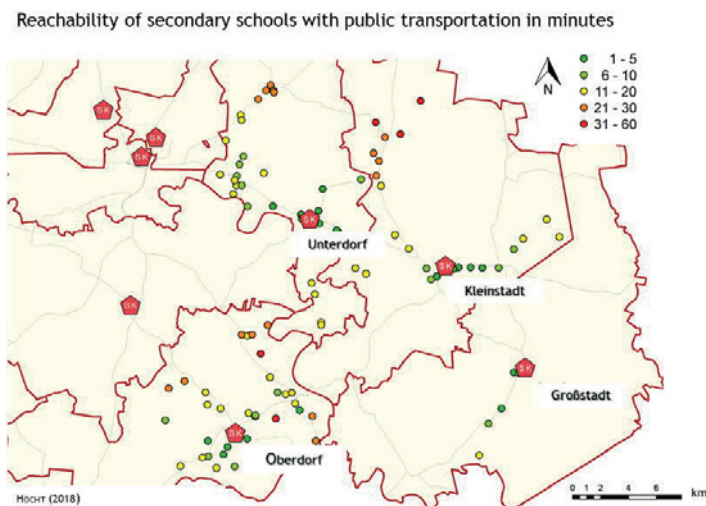 Reachability of secondary schools with public transportation in minutes
1 - 5
6 - 10
11 - 20
21 - 30
31 - 60
N
SK
SK
SK
SK
Unterdorf
SK
Kleinstadt
SK
SK
Großstadt
SK
Oberdorf
HÖCHT (2018)
0 1 2 4 6 km